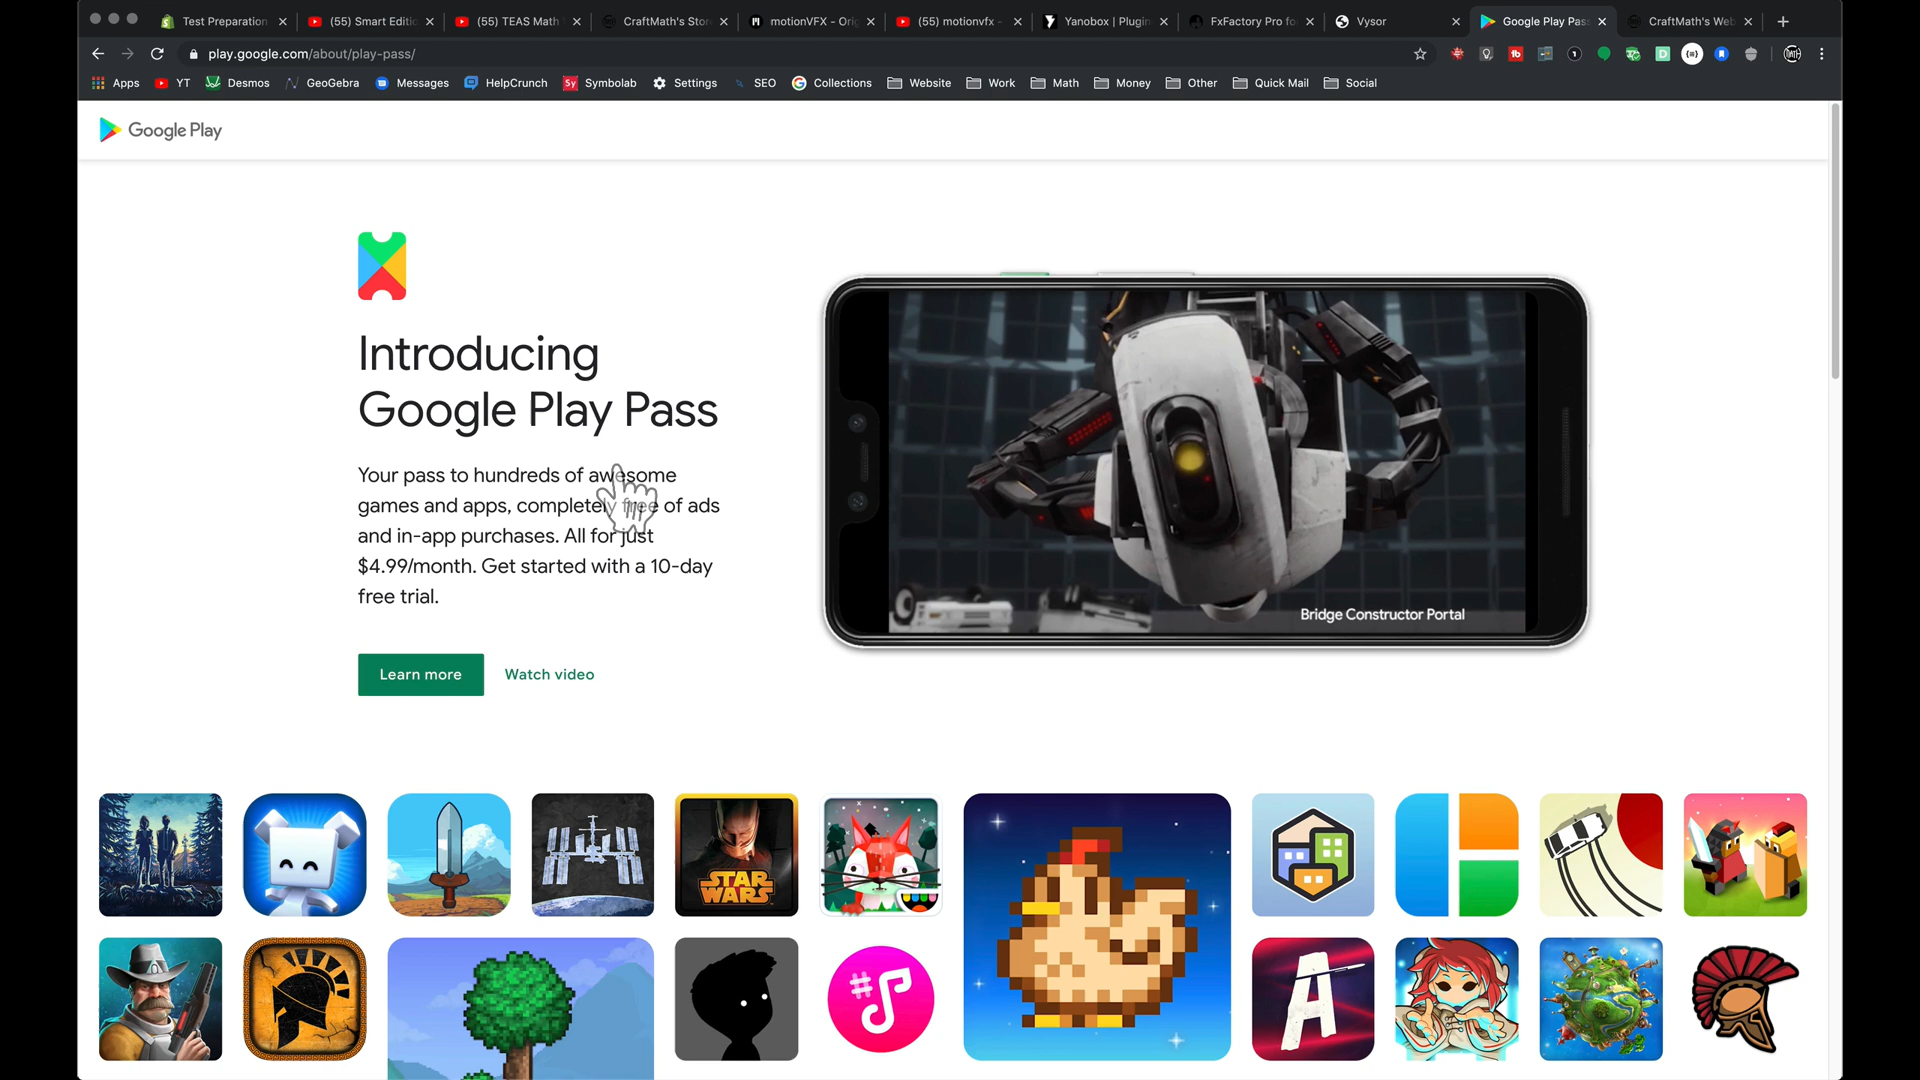 Test Preparation
(55) Smart Editio
(55) TEAS Math
CraftMath's Stor
motionVFX - Ori
(55) motionvfx -
Yanobox | Plugin
FxFactory Pro fo
Vysor
Google Play Pas
CraftMath's Web
play.google.com/about/play-pass/
Apps
YT
Desmos
GeoGebra
Messages
HelpCrunch
Sy Symbolab
Settings
SEO
Collections
Website
Work
Math
Money
Other
Quick Mail
Social
Google Play
Introducing
Google Play Pass
Your pass to hundreds of awesome
games and apps, completely free of ads
and in-app purchases. All for just
$4.99/month. Get started with a 10-day
free trial.
Learn more
Watch video
Bridge Constructor Portal
STAR
WARS
A